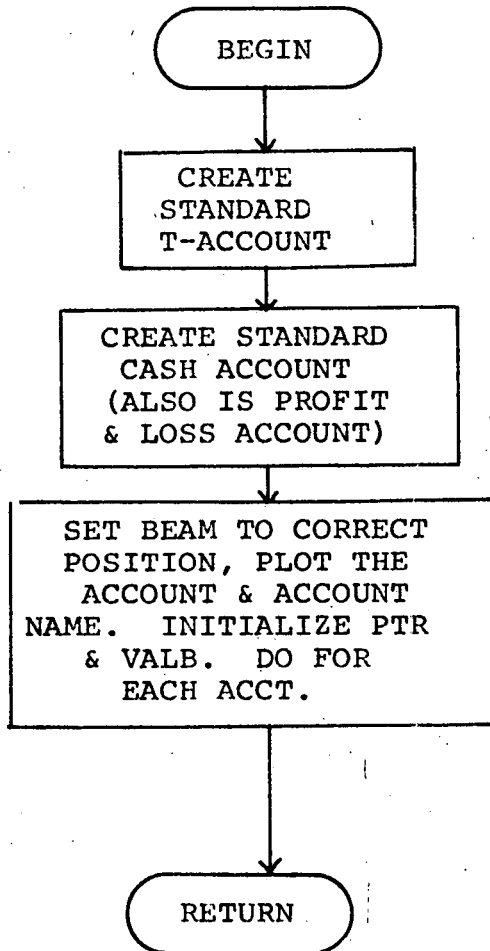 BEGIN
CREATE
STANDARD
T-ACCOUNT
CREATE STANDARD
CASH ACCOUNT
(ALSO IS PROFIT
& LOSS ACCOUNT)
SET BEAM TO CORRECT
POSITION, PLOT THE
ACCOUNT & ACCOUNT
NAME. INITIALIZE PTR
& VALB. DO FOR
EACH ACCT.
RETURN